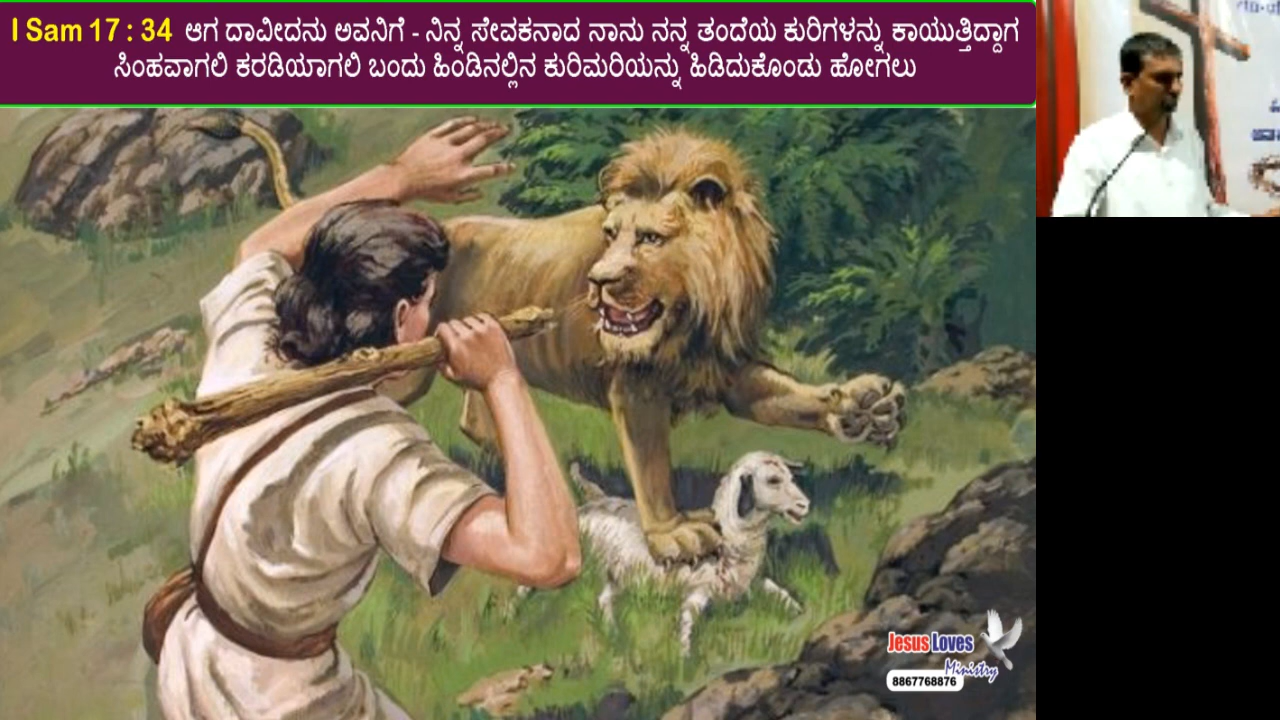 I Sam 17 : 34 ಆಗ ದಾವೀದನು ಅವನಿಗೆ - ನಿನ್ನ ಸೇವಕನಾದ ನಾನು ನನ್ನ ತಂದೆಯ ಕುರಿಗಳನ್ನು ಕಾಯುತ್ತಿದ್ದಾಗ
ಸಿಂಹವಾಗಲಿ ಕರಡಿಯಾಗಲಿ ಬಂದು ಹಿಂಡಿನಲ್ಲಿನ ಕುರಿಮರಿಯನ್ನು ಹಿಡಿದುಕೊಂಡು ಹೋಗಲು
Jesus Loves
Ministry
8867768876